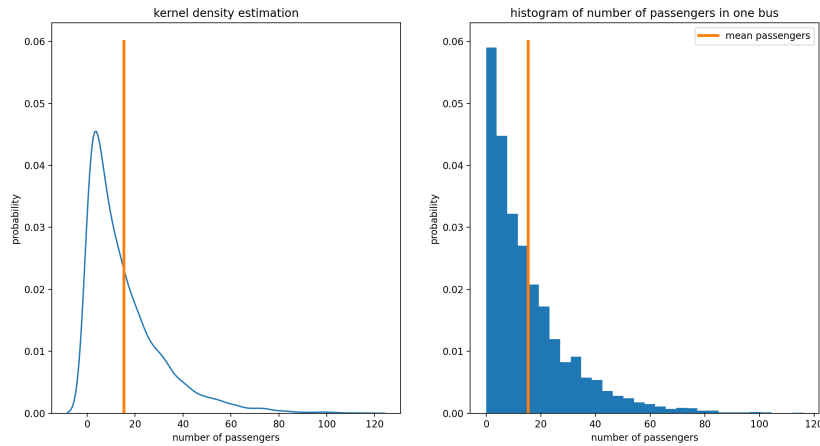 kernel density estimation
0.06
0.05
0.04
0.03
0.02
0.01
0.00
probability
0 20 40 60 80 100 120
number of passengers
histogram of number of passengers in one bus
mean passengers
0.06
0.05
0.04
0.03
0.02
0.01
0.00
probability
0 20 40 60 80 100 120
number of passengers